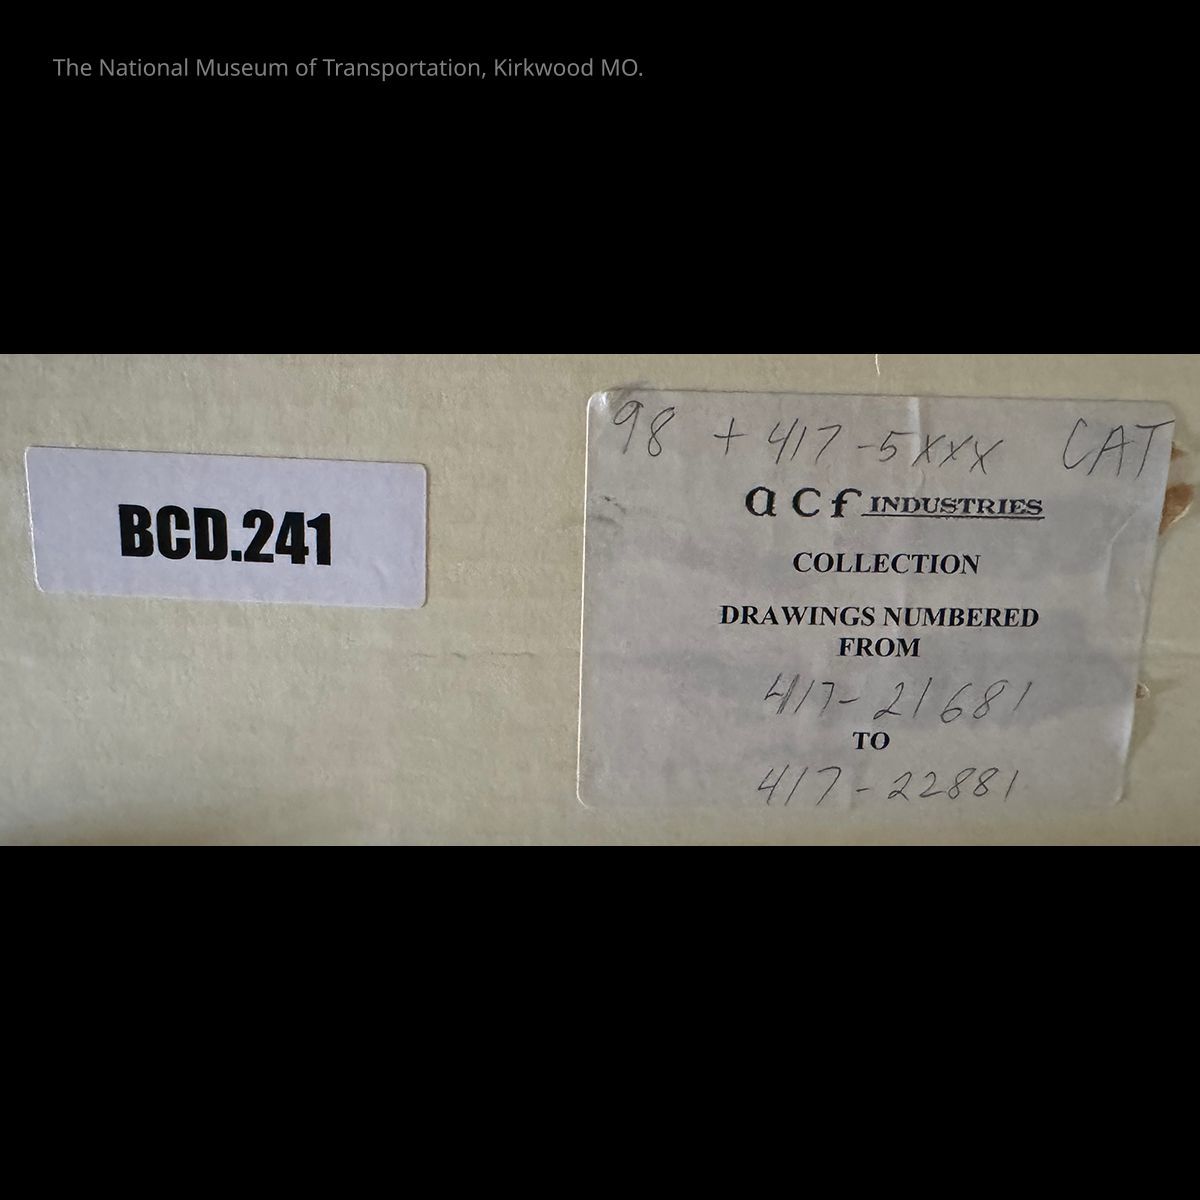 The National Museum of Transportation, Kirkwood MO.
BCD.241
98 + 417-5XXX CAT
acf INDUSTRIES
COLLECTION
DRAWINGS NUMBERED
FROM
417-21681
TO
417-22881